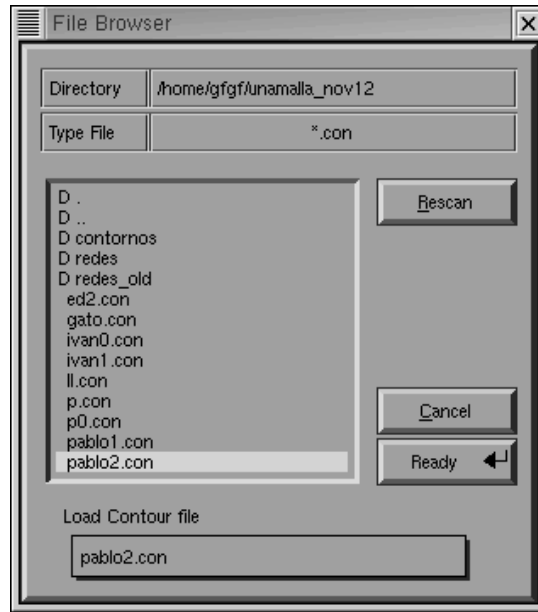 File Browser
Directory /home/gfgf/unamalla_nov12
Type File *.con
D .
D ..
D contornos
D redes
D redes_old
ed2.con
gato.con
ivan0.con
ivan1.con
ll.con
p.con
p0.con
pablo1.con
pablo2.con
Rescan
Cancel
Ready
Load Contour file
pablo2.con